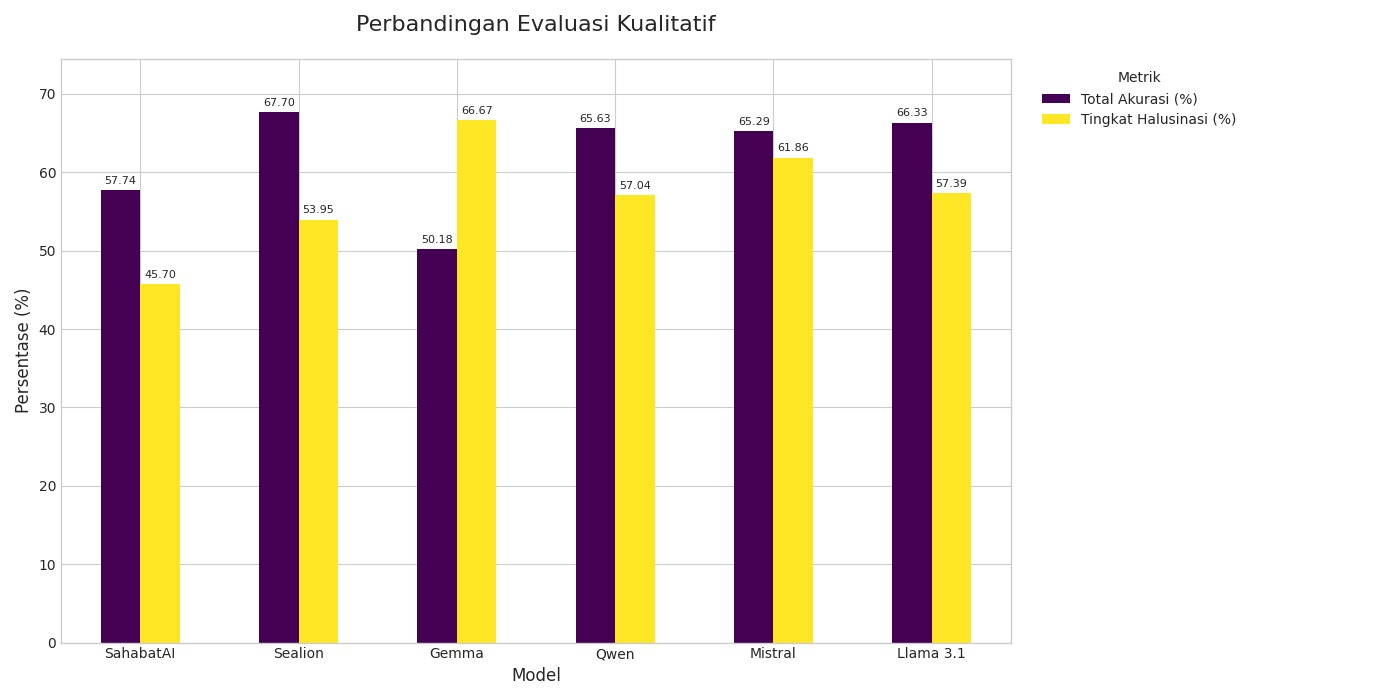 Perbandingan Evaluasi Kualitatif
Metrik
Total Akurasi (%)
Tingkat Halusinasi (%)
Persentase (%)
70
60
50
40
30
20
10
0
57.74
45.70
67.70
53.95
50.18
66.67
65.63
57.04
65.29
61.86
66.33
57.39
SahabatAI
Sealion
Gemma
Qwen
Mistral
Llama 3.1
Model